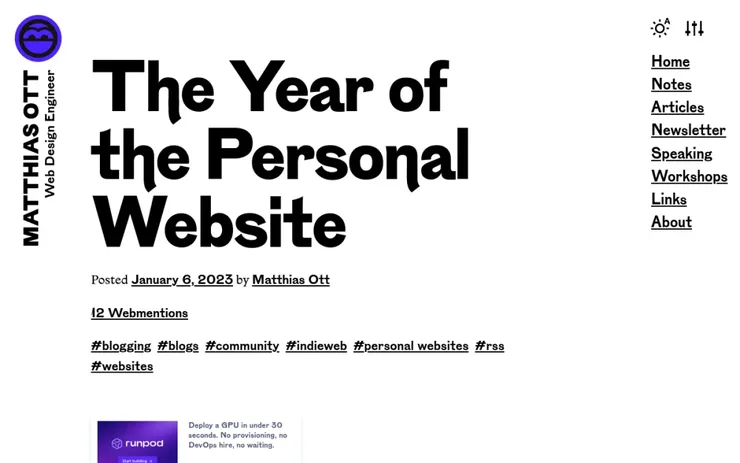 MATTHIAS OTT
Web Design Engineer
The Year of
the Personal
Website
Posted January 6, 2023 by Matthias Ott
12 Webmentions
#blogging #blogs #community #indieweb #personal websites #rss
#websites
A
Home
Notes
Articles
Newsletter
Speaking
Workshops
Links
About
runpod
Start building
Deploy a GPU in under 30
seconds. No provisioning, no
DevOps hire, no waiting.